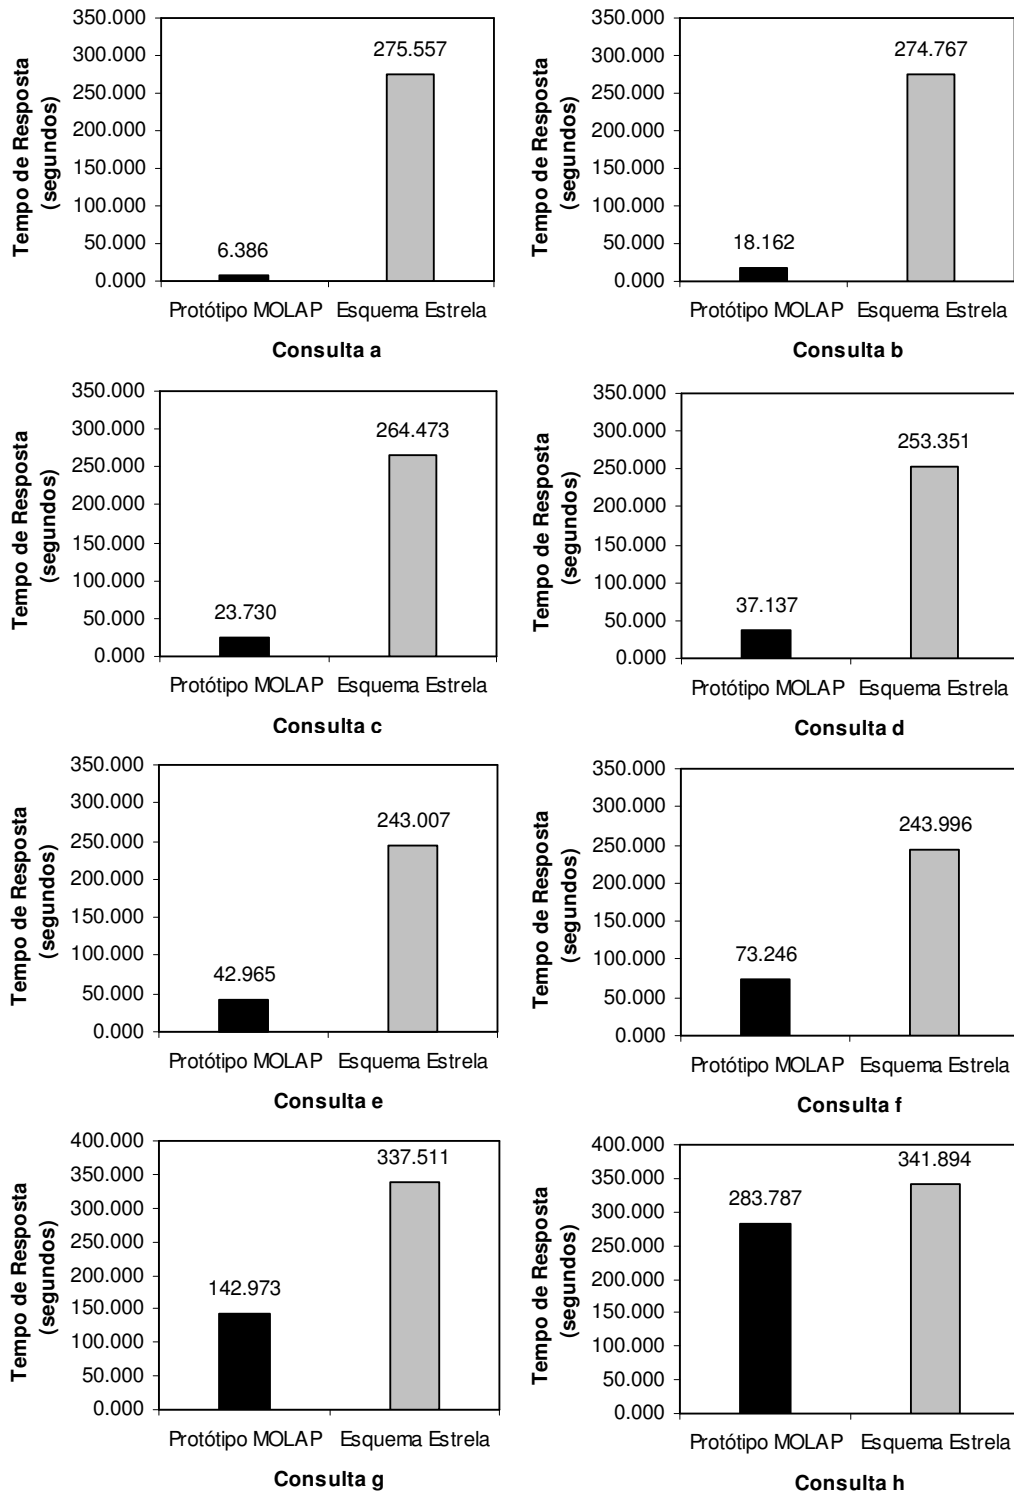 Tempo de Resposta
(segundos)
350.000
300.000
250.000
200.000
150.000
100.000
50.000
0.000
6.386
275.557
Protótipo MOLAP Esquema Estrela
Consulta a
Tempo de Resposta
(segundos)
350.000
300.000
250.000
200.000
150.000
100.000
50.000
0.000
18.162
274.767
Protótipo MOLAP Esquema Estrela
Consulta b
Tempo de Resposta
(segundos)
350.000
300.000
250.000
200.000
150.000
100.000
50.000
0.000
23.730
264.473
Protótipo MOLAP Esquema Estrela
Consulta c
Tempo de Resposta
(segundos)
350.000
300.000
250.000
200.000
150.000
100.000
50.000
0.000
37.137
253.351
Protótipo MOLAP Esquema Estrela
Consulta d
Tempo de Resposta
(segundos)
350.000
300.000
250.000
200.000
150.000
100.000
50.000
0.000
42.965
243.007
Protótipo MOLAP Esquema Estrela
Consulta e
Tempo de Resposta
(segundos)
350.000
300.000
250.000
200.000
150.000
100.000
50.000
0.000
73.246
243.996
Protótipo MOLAP Esquema Estrela
Consulta f
Tempo de Resposta
(segundos)
400.000
350.000
300.000
250.000
200.000
150.000
100.000
50.000
0.000
142.973
337.511
Protótipo MOLAP Esquema Estrela
Consulta g
Tempo de Resposta
(segundos)
400.000
350.000
300.000
250.000
200.000
150.000
100.000
50.000
0.000
283.787
341.894
Protótipo MOLAP Esquema Estrela
Consulta h